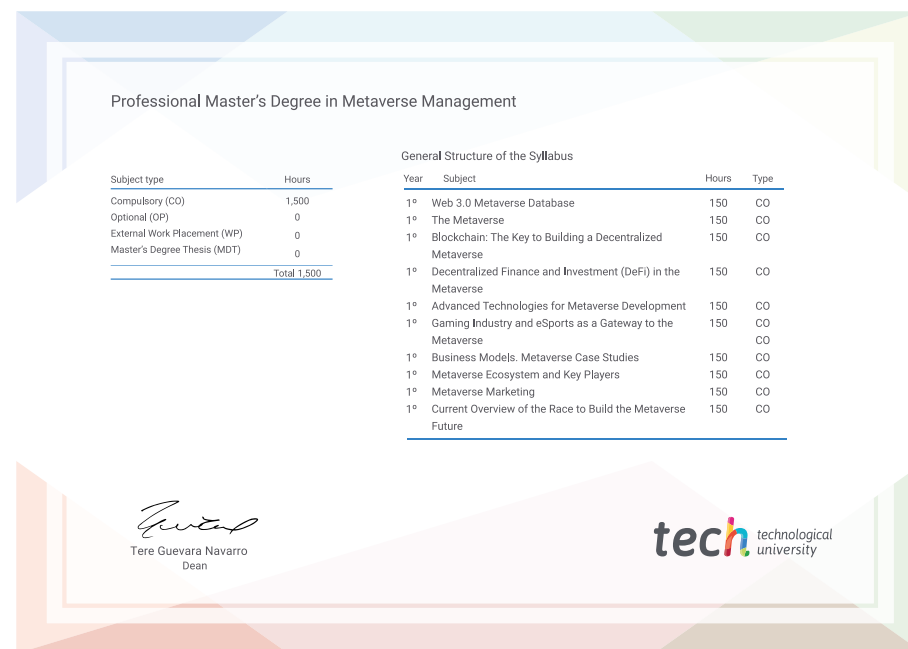 Professional Master's Degree in Metaverse Management
Subject type Hours
Compulsory (CO) 1,500
Optional (OP) 0
External Work Placement (WP) 0
Master's Degree Thesis (MDT) 0
Total 1,500
General Structure of the Syllabus
Year Subject Hours Type
1º Web 3.0 Metaverse Database 150 CO
1º The Metaverse 150 CO
1º Blockchain: The Key to Building a Decentralized 150 CO
Metaverse
1º Decentralized Finance and Investment (DeFi) in the 150 CO
Metaverse
1º Advanced Technologies for Metaverse Development 150 CO
1º Gaming Industry and eSports as a Gateway to the 150 CO
Metaverse CO
1º Business Models. Metaverse Case Studies 150 CO
1º Metaverse Ecosystem and Key Players 150 CO
1º Metaverse Marketing 150 CO
1º Current Overview of the Race to Build the Metaverse 150 CO
Future
Tere Guevara Navarro
Dean
tech technological
university